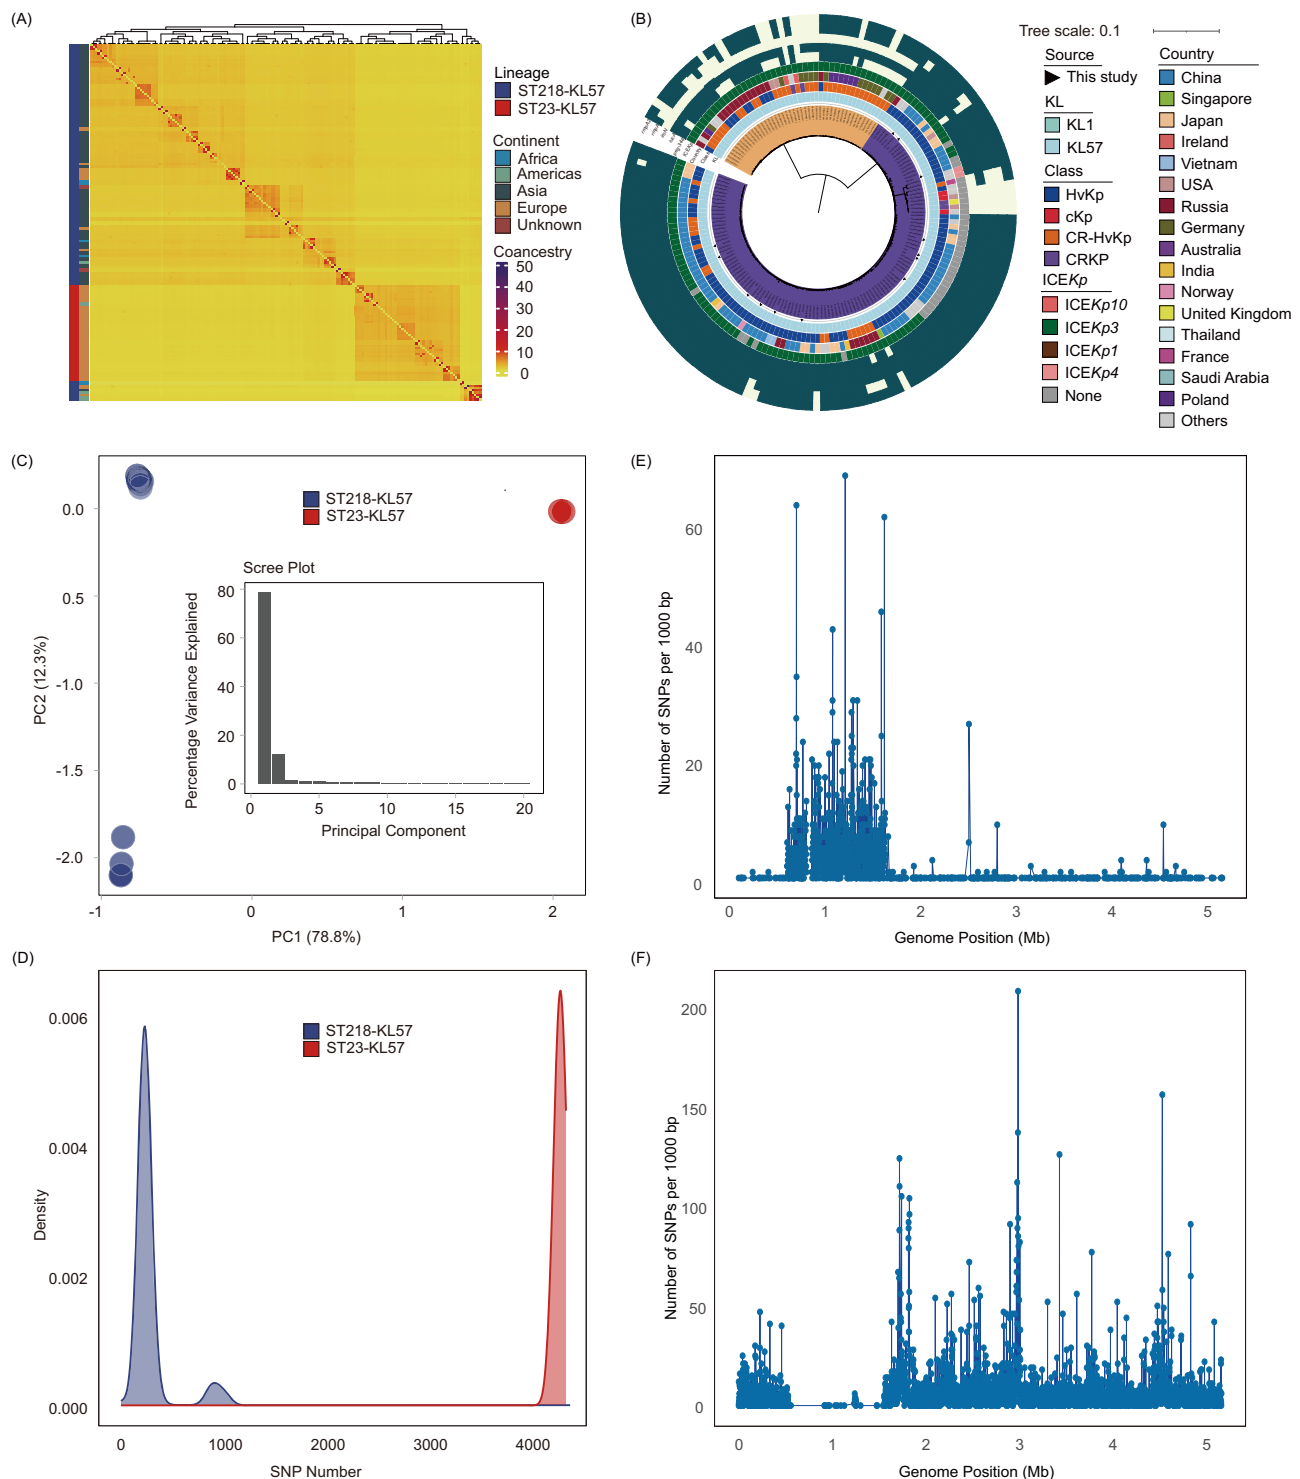 (A)
Lineage
ST218-KL57
ST23-KL57
Continent
Africa
Americas
Asia
Europe
Unknown
Coancestry
50
40
30
20
10
0
(B)
Tree scale: 0.1
Source
This study
KL
KL1
KL57
Class
HvKp
cKp
CR-HvKp
CRKP
ICEKp
ICEKp10
ICEKp3
ICEKp1
ICEKp4
None
Country
China
Singapore
Japan
Ireland
Vietnam
USA
Russia
Germany
Australia
India
Norway
United Kingdom
Thailand
France
Saudi Arabia
Poland
Others
(C)
ST218-KL57
ST23-KL57
0.0
0.5
-1.0
-1.5
-2.0
PC2 (12.3%)
-1
0
1
2
PC1 (78.8%)
Scree Plot
80
60
40
20
0
Percentage Variance Explained
0
5
10
15
20
Principal Component
(E)
60
40
20
0
Number of SNPs per 1000 bp
0
1
2
3
4
5
Genome Position (Mb)
(D)
ST218-KL57
ST23-KL57
0.006
0.004
0.002
0.000
Density
0
1000
2000
3000
4000
SNP Number
(F)
200
150
100
50
0
Number of SNPs per 1000 bp
0
1
2
3
4
5
Genome Position (Mb)